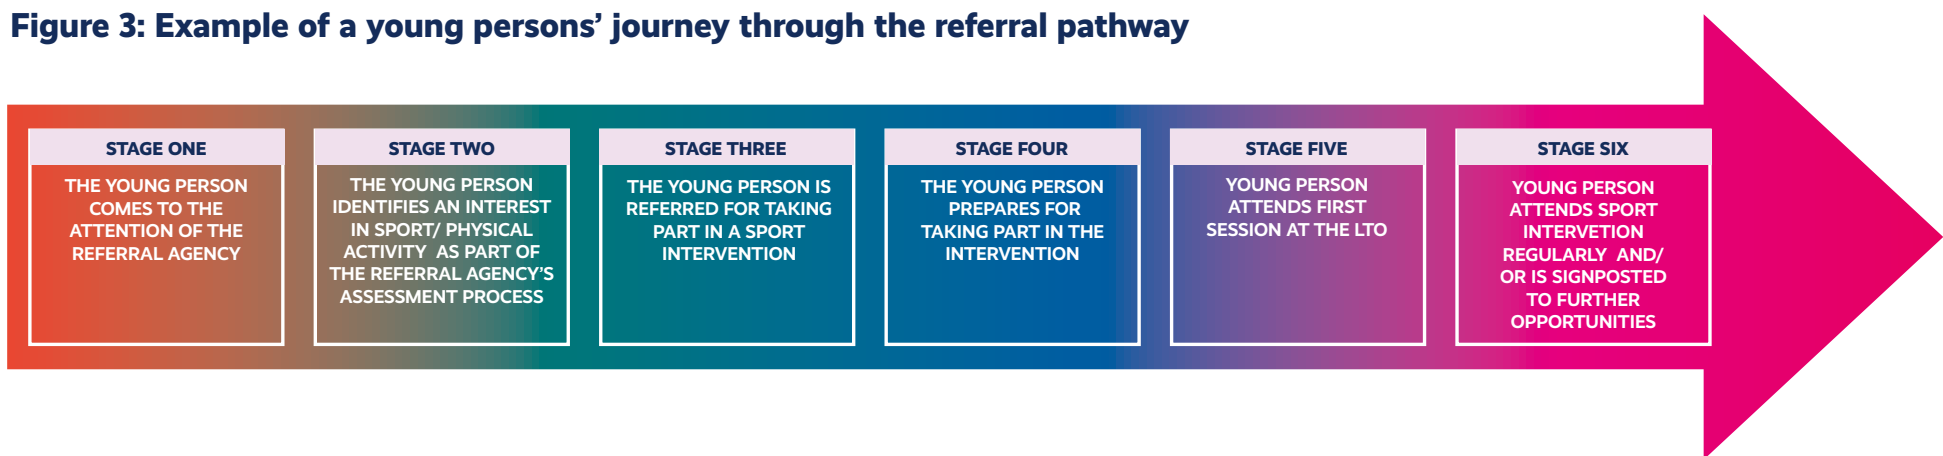 Figure 3: Example of a young persons’ journey through the referral pathway
STAGE ONE
THE YOUNG PERSON
COMES TO THE
ATTENTION OF THE
REFERRAL AGENCY
STAGE TWO
THE YOUNG PERSON
IDENTIFIES AN INTEREST
IN SPORT/ PHYSICAL
ACTIVITY AS PART OF
THE REFERRAL AGENCY’S
ASSESSMENT PROCESS
STAGE THREE
THE YOUNG PERSON IS
REFERRED FOR TAKING
PART IN A SPORT
INTERVENTION
STAGE FOUR
THE YOUNG PERSON
PREPARES FOR
TAKING PART IN THE
INTERVENTION
STAGE FIVE
YOUNG PERSON
ATTENDS FIRST
SESSION AT THE LTO
STAGE SIX
YOUNG PERSON
ATTENDS SPORT
INTERVETION
REGULARLY AND/
OR IS SIGNPOSTED
TO FURTHER
OPPORTUNITIES